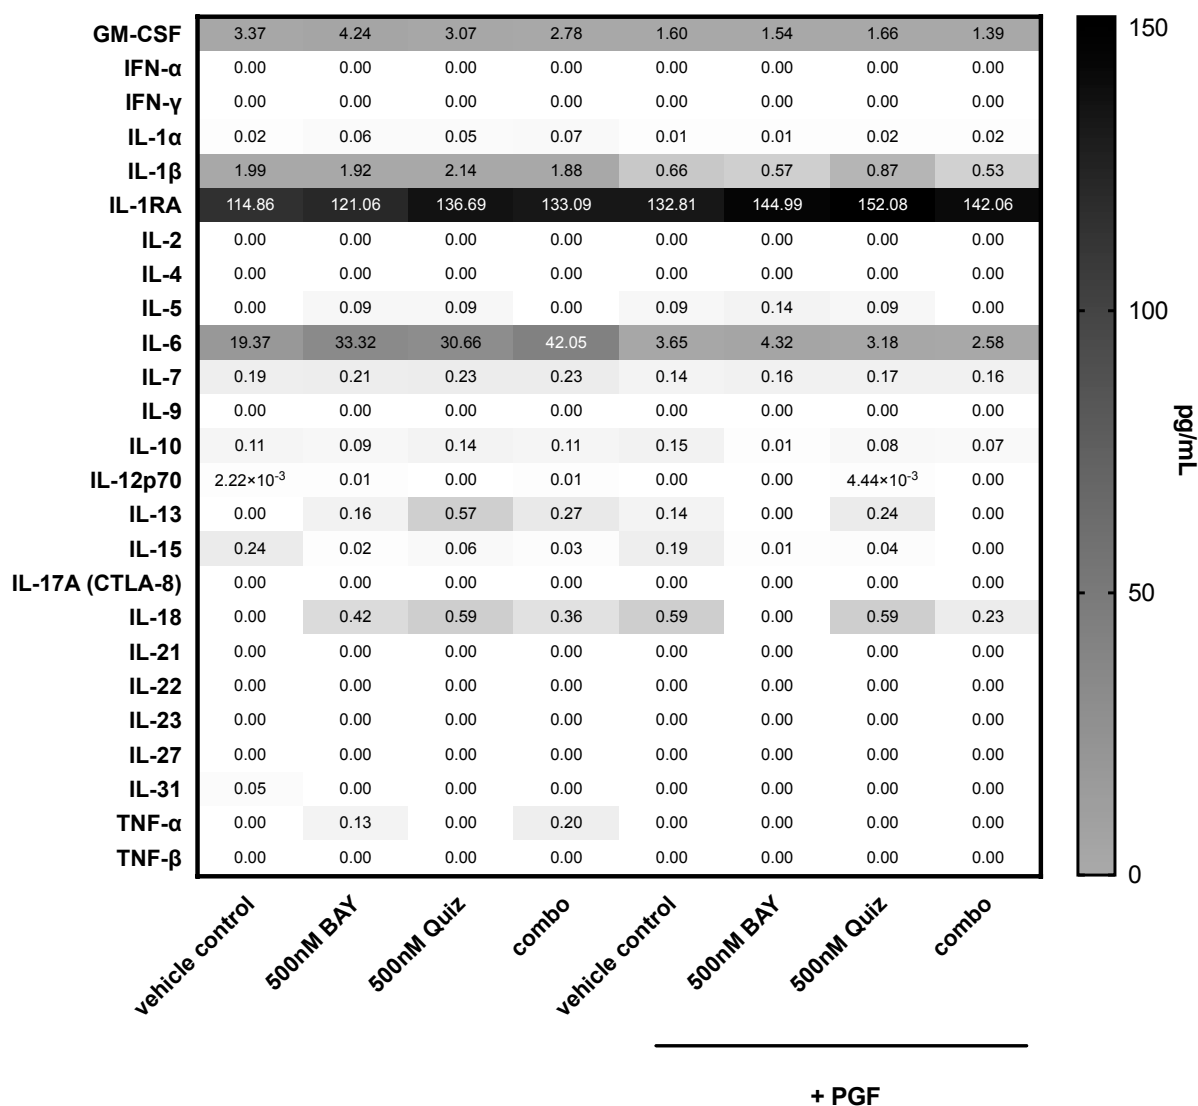 GM-CSF 3.37 4.24 3.07 2.78 1.60 1.54 1.66 1.39
IFN-α 0.00 0.00 0.00 0.00 0.00 0.00 0.00 0.00
IFN-γ 0.00 0.00 0.00 0.00 0.00 0.00 0.00 0.00
IL-1α 0.02 0.06 0.05 0.07 0.01 0.01 0.02 0.02
IL-1β 1.99 1.92 2.14 1.88 0.66 0.57 0.87 0.53
IL-1RA 114.86 121.06 136.69 133.09 132.81 144.99 152.08 142.06
IL-2 0.00 0.00 0.00 0.00 0.00 0.00 0.00 0.00
IL-4 0.00 0.00 0.00 0.00 0.00 0.00 0.00 0.00
IL-5 0.00 0.09 0.09 0.00 0.09 0.14 0.09 0.00
IL-6 19.37 33.32 30.66 42.05 3.65 4.32 3.18 2.58
IL-7 0.19 0.21 0.23 0.23 0.14 0.16 0.17 0.16
IL-9 0.00 0.00 0.00 0.00 0.00 0.00 0.00 0.00
IL-10 0.11 0.09 0.14 0.11 0.15 0.01 0.08 0.07
IL-12p70 2.22×10⁻³ 0.01 0.00 0.01 0.00 0.00 4.44×10⁻³ 0.00
IL-13 0.00 0.16 0.57 0.27 0.14 0.00 0.24 0.00
IL-15 0.24 0.02 0.06 0.03 0.19 0.01 0.04 0.00
IL-17A (CTLA-8) 0.00 0.00 0.00 0.00 0.00 0.00 0.00 0.00
IL-18 0.00 0.42 0.59 0.36 0.59 0.00 0.59 0.23
IL-21 0.00 0.00 0.00 0.00 0.00 0.00 0.00 0.00
IL-22 0.00 0.00 0.00 0.00 0.00 0.00 0.00 0.00
IL-23 0.00 0.00 0.00 0.00 0.00 0.00 0.00 0.00
IL-27 0.00 0.00 0.00 0.00 0.00 0.00 0.00 0.00
IL-31 0.05 0.00 0.00 0.00 0.00 0.00 0.00 0.00
TNF-α 0.00 0.13 0.00 0.20 0.00 0.00 0.00 0.00
TNF-β 0.00 0.00 0.00 0.00 0.00 0.00 0.00 0.00
vehicle control
500nM BAY
500nM Quiz
combo
vehicle control
500nM BAY
500nM Quiz
combo
+ PGF
150
100
50
0
pg/mL